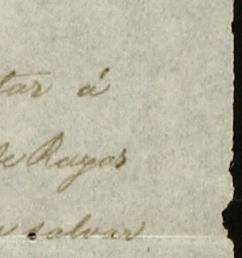 tar á
de Rayos
salvar